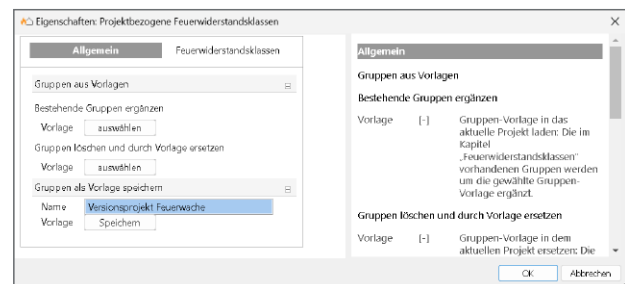 Eigenschaften: Projektbezogene Feuerwiderstandsklassen
Allgemein
Feuerwiderstandsklassen
Gruppen aus Vorlagen
Bestehende Gruppen ergänzen
Vorlage auswählen
Gruppen löschen und durch Vorlage ersetzen
Vorlage auswählen
Gruppen als Vorlage speichern
Name Versionsprojekt Feuerwache
Vorlage Speichern
Allgemein
Gruppen aus Vorlagen
Bestehende Gruppen ergänzen
Vorlage [-] Gruppen-Vorlage in das
aktuelle Projekt laden: Die im
Kapitel
„Feuerwiderstandsklassen"
vorhandenen Gruppen werden
um die gewählte Gruppen-
Vorlage ergänzt.
Gruppen löschen und durch Vorlage ersetzen
Vorlage [-] Gruppen-Vorlage in dem
aktuellen Projekt ersetzen: Die
OK Abbrechen